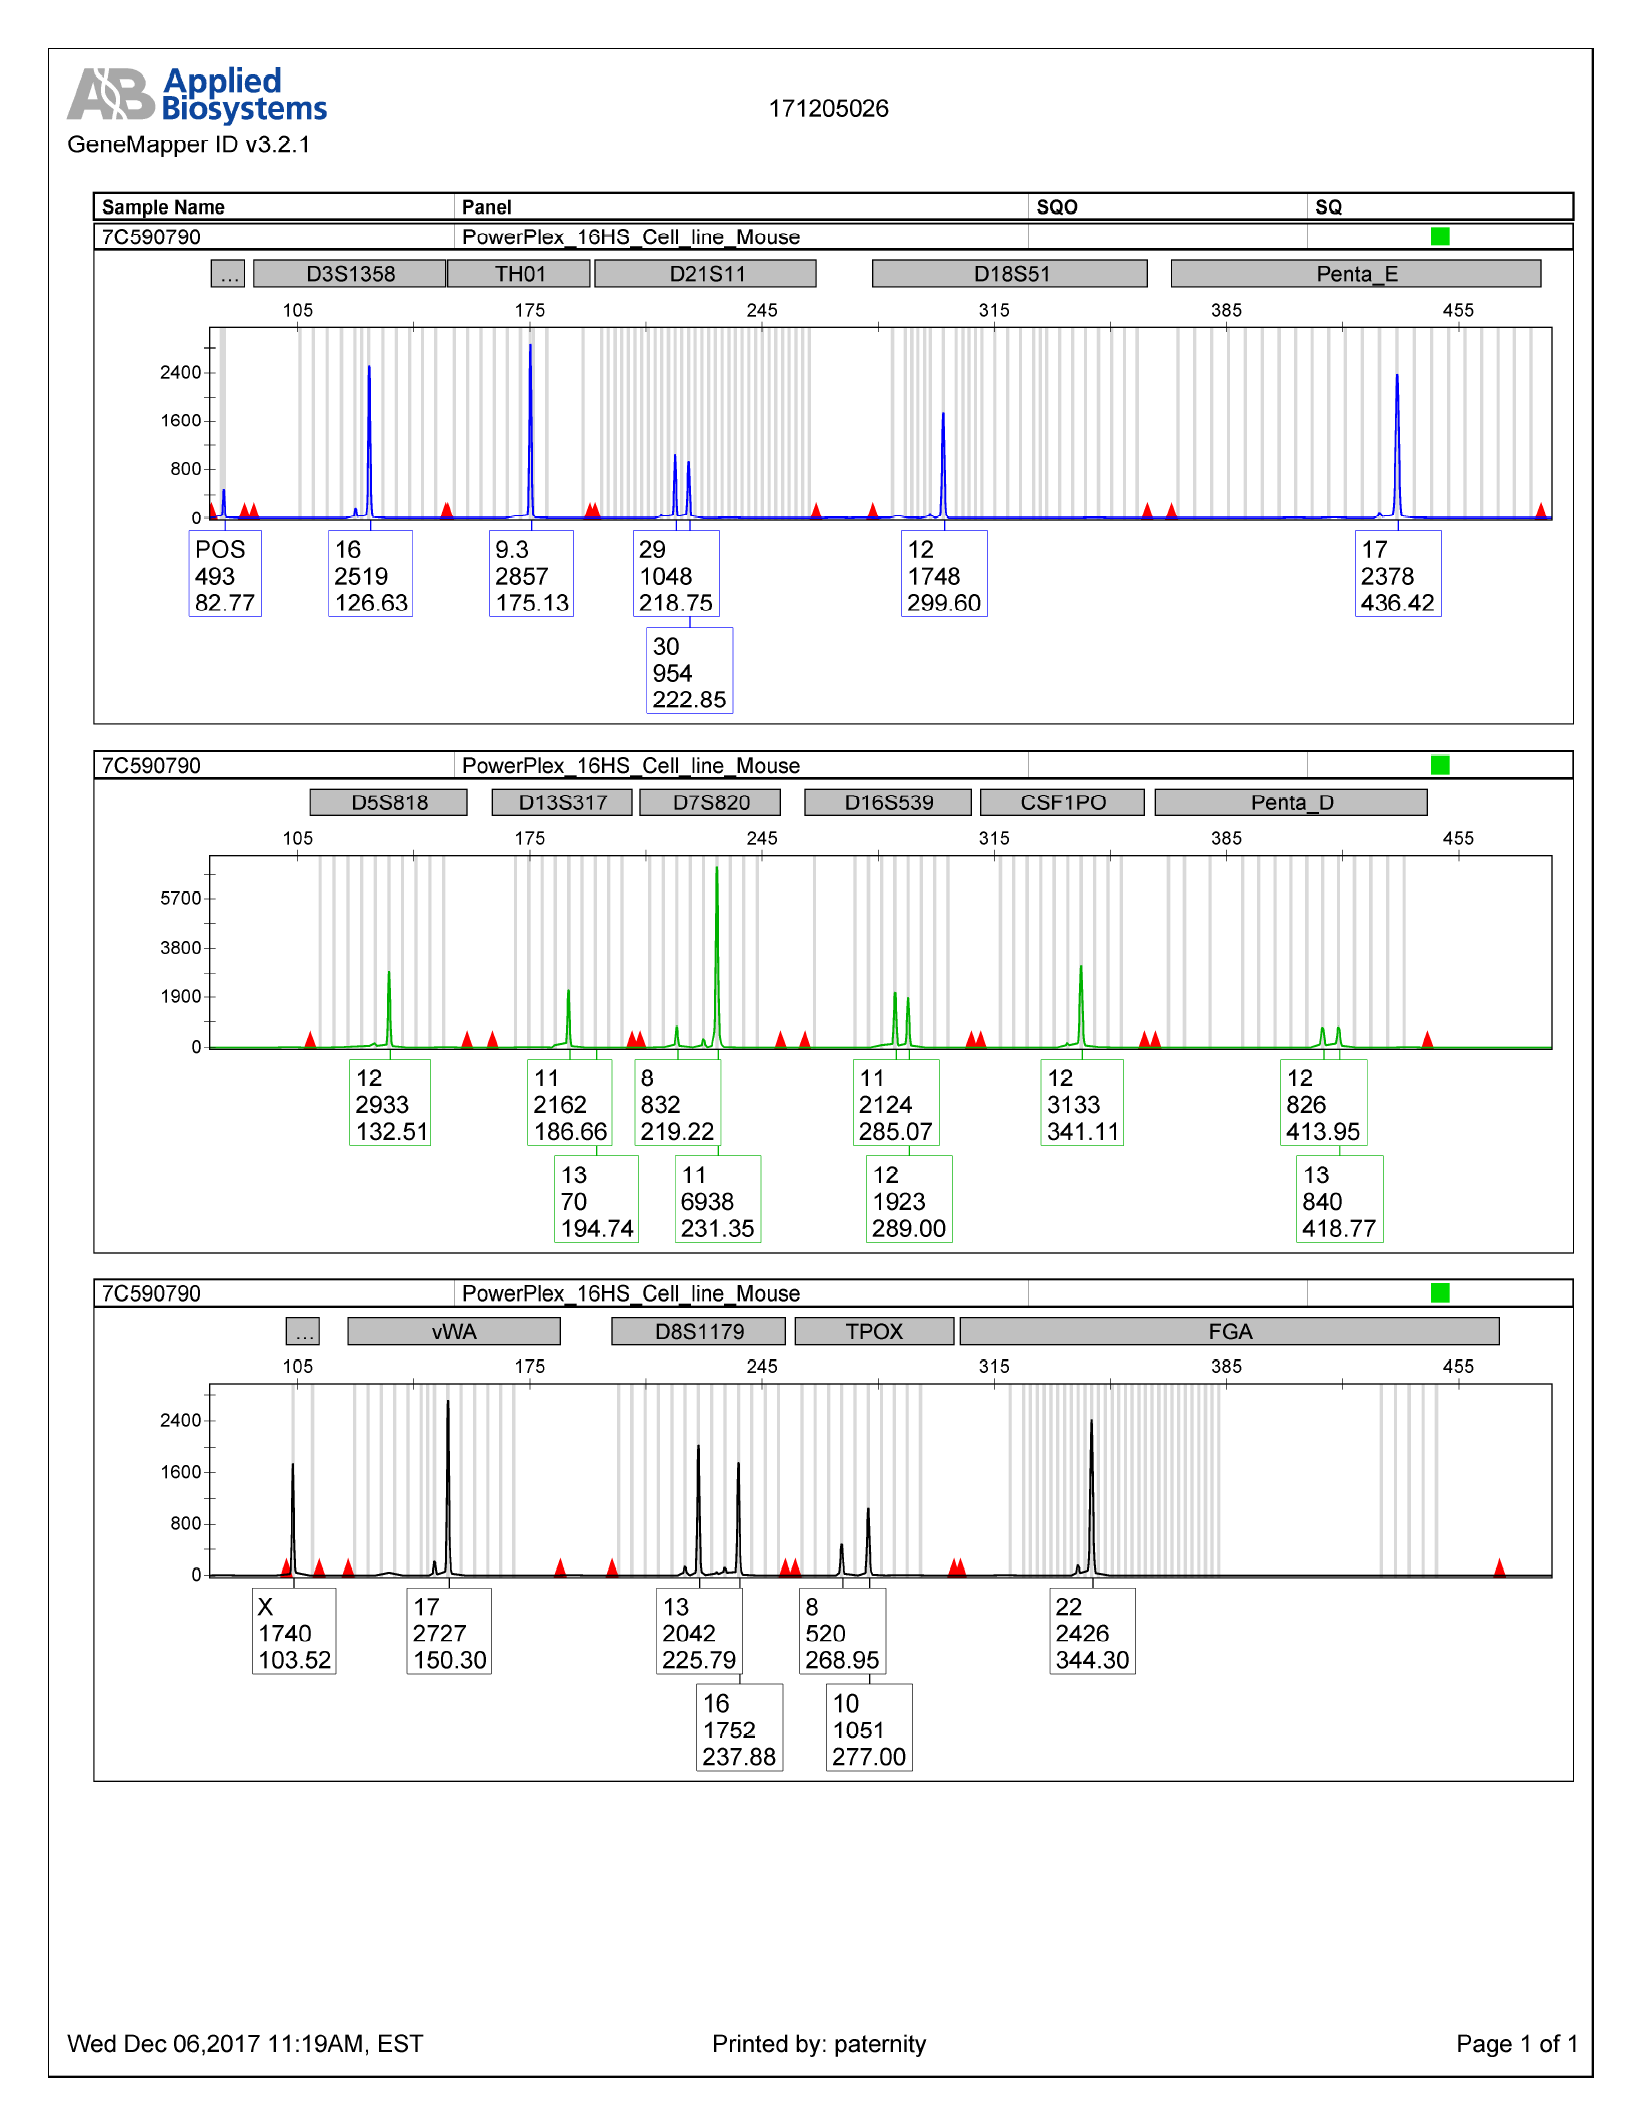 AB Applied
Biosystems
GeneMapper ID v3.2.1
171205026
Sample Name Panel SQO SQ
7C590790 PowerPlex_16HS_Cell_line_Mouse
... D3S1358 TH01 D21S11 D18S51 Penta_E
105 175 245 315 385 455
2400
1600
800
0
POS 16 9.3 29 12 17
493 2519 2857 1048 1748 2378
82.77 126.63 175.13 218.75 299.60 436.42
30
954
222.85
7C590790 PowerPlex_16HS_Cell_line_Mouse
D5S818 D13S317 D7S820 D16S539 CSF1PO Penta_D
105 175 245 315 385 455
5700
3800
1900
0
12 11 8 11 12 12
2933 2162 832 2124 3133 826
132.51 186.66 219.22 285.07 341.11 413.95
13 11 12 13
70 6938 1923 840
194.74 231.35 289.00 418.77
7C590790 PowerPlex_16HS_Cell_line_Mouse
... vWA D8S1179 TPOX FGA
105 175 245 315 385 455
2400
1600
800
0
X 17 13 8 22
1740 2727 2042 520 2426
103.52 150.30 225.79 268.95 344.30
16 10
1752 1051
237.88 277.00
Wed Dec 06,2017 11:19AM, EST Printed by: paternity Page 1 of 1